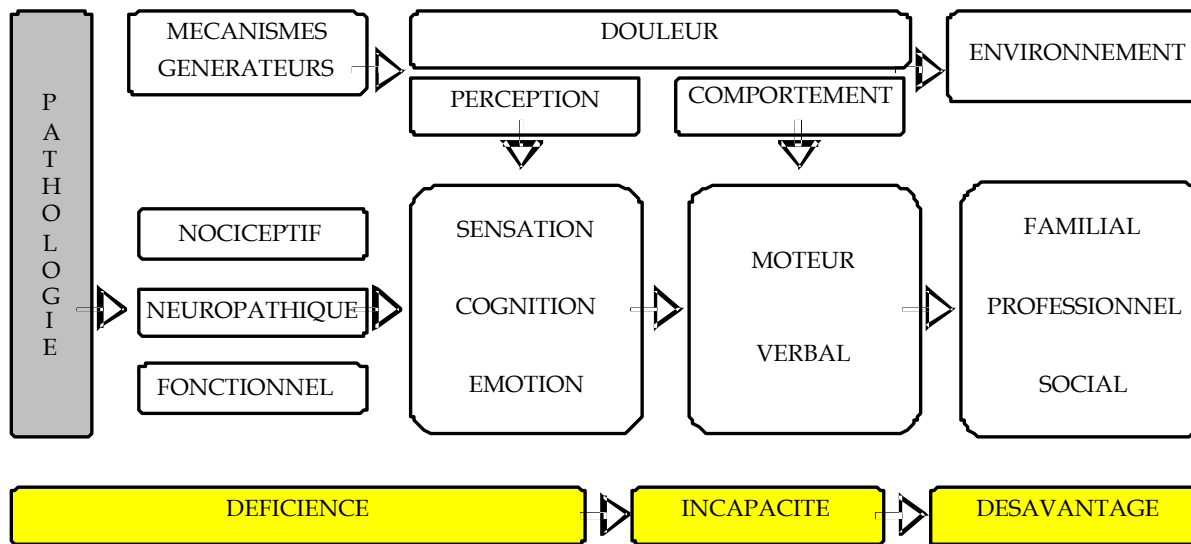 PATHOLOGIE
MECANISMES
GENERATEURS
DOULEUR
ENVIRONNEMENT
PERCEPTION
COMPORTEMENT
NOCICEPTIF
NEUROPATHIQUE
FONCTIONNEL
SENSATION
COGNITION
EMOTION
MOTEUR
VERBAL
FAMILIAL
PROFESSIONNEL
SOCIAL
DEFICIENCE
INCAPACITE
DESAVANTAGE